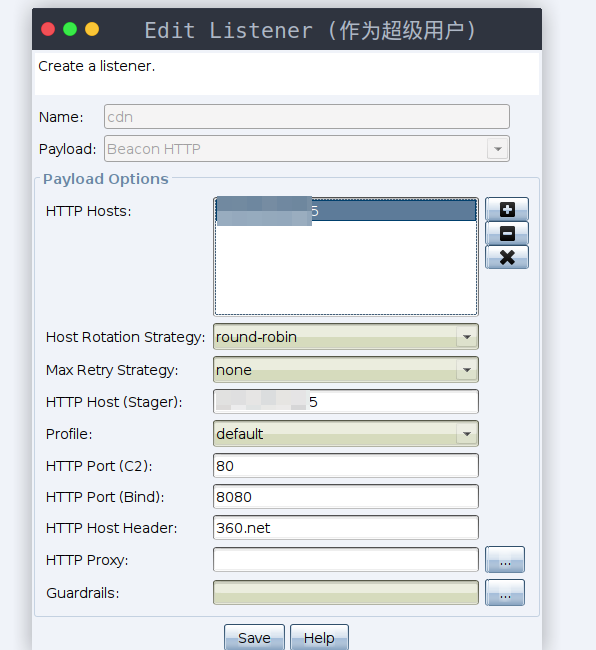 Edit Listener (作为超级用户)
Create a listener.
Name: cdn
Payload: Beacon HTTP
Payload Options
HTTP Hosts: 5
Host Rotation Strategy: round-robin
Max Retry Strategy: none
HTTP Host (Stager): 5
Profile: default
HTTP Port (C2): 80
HTTP Port (Bind): 8080
HTTP Host Header: 360.net
HTTP Proxy: ...
Guardrails: ...
Save Help